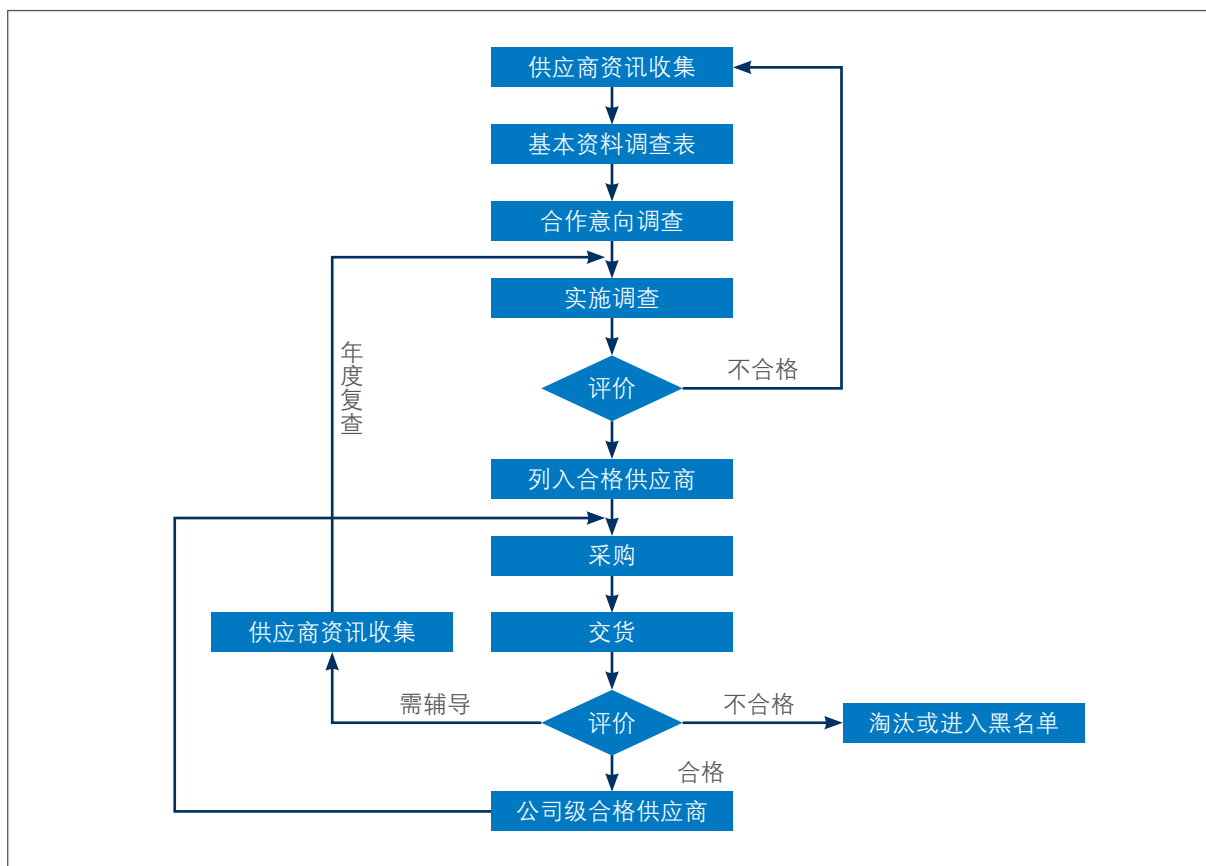 供应商资讯收集
基本资料调查表
合作意向调查
实施调查
年度复查
评价
不合格
列入合格供应商
采购
供应商资讯收集
交货
需辅导
评价
不合格
淘汰或进入黑名单
合格
公司级合格供应商